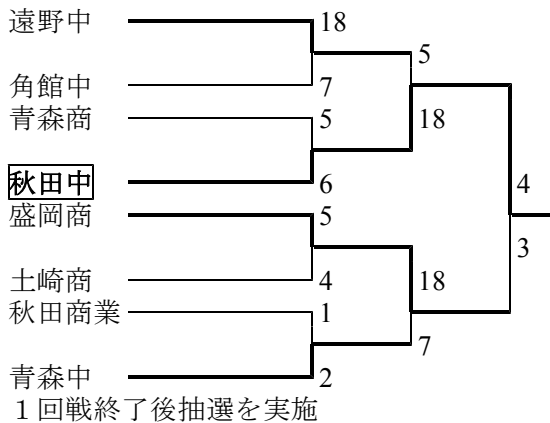 遠野中 18
5
角館中 7
青森商 5
18
秋田中 6
4
盛岡商 5
3
土崎商 4
18
秋田商業 1
7
青森中 2
１回戦終了後抽選を実施